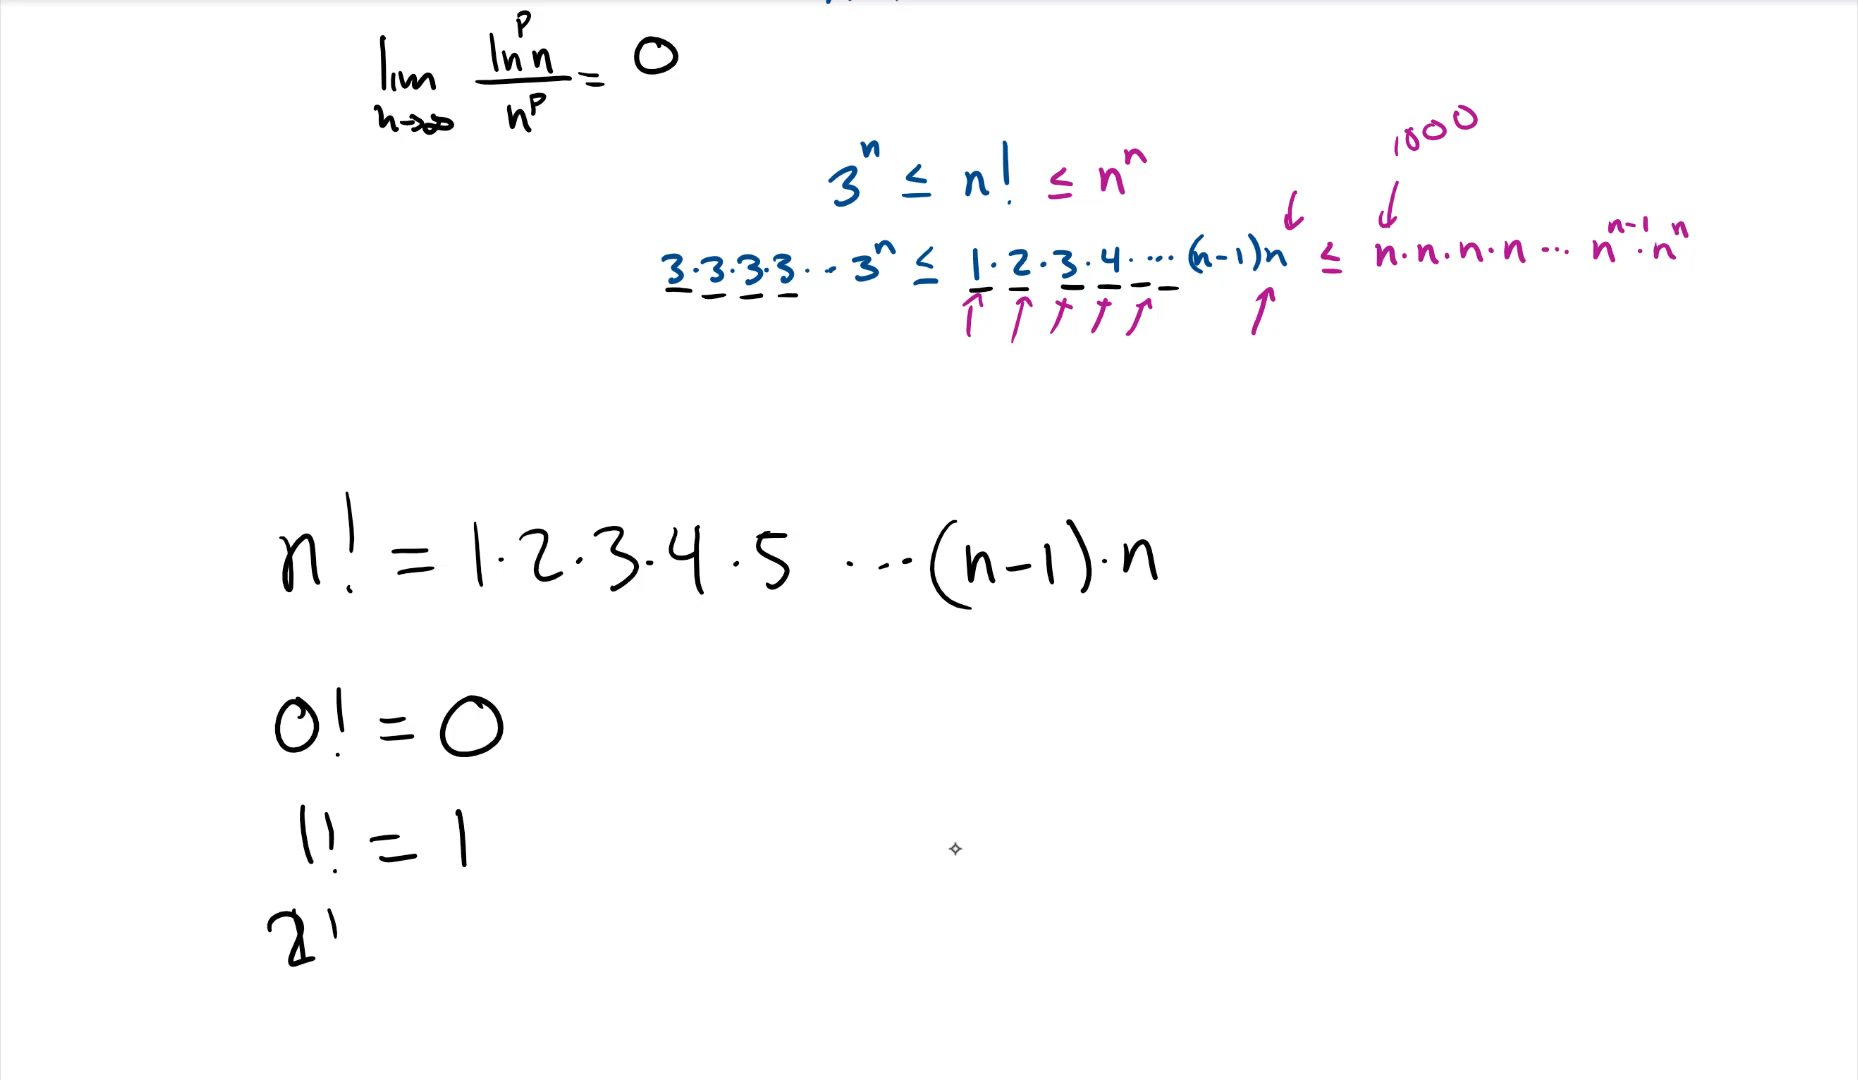 lim n→∞ ln^p n / n^p = 0
1000
3^n ≤ n! ≤ n^n
3·3·3·3··· 3^n ≤ 1·2·3·4····(n-1)n ≤ n·n·n·n ··· n^{n-1}·n^n
n! = 1·2·3·4·5 ···(n-1)·n
0! = 0
1! = 1
2!